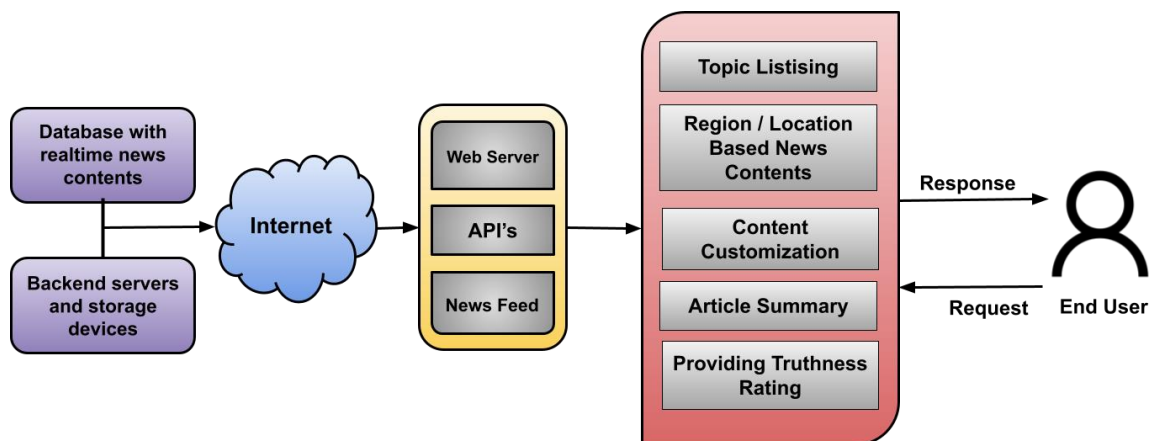 Database with
realtime news
contents
Backend servers
and storage
devices
Internet
Web Server
API's
News Feed
Topic Listising
Region / Location
Based News
Contents
Content
Customization
Article Summary
Providing Truthness
Rating
Response
Request
End User